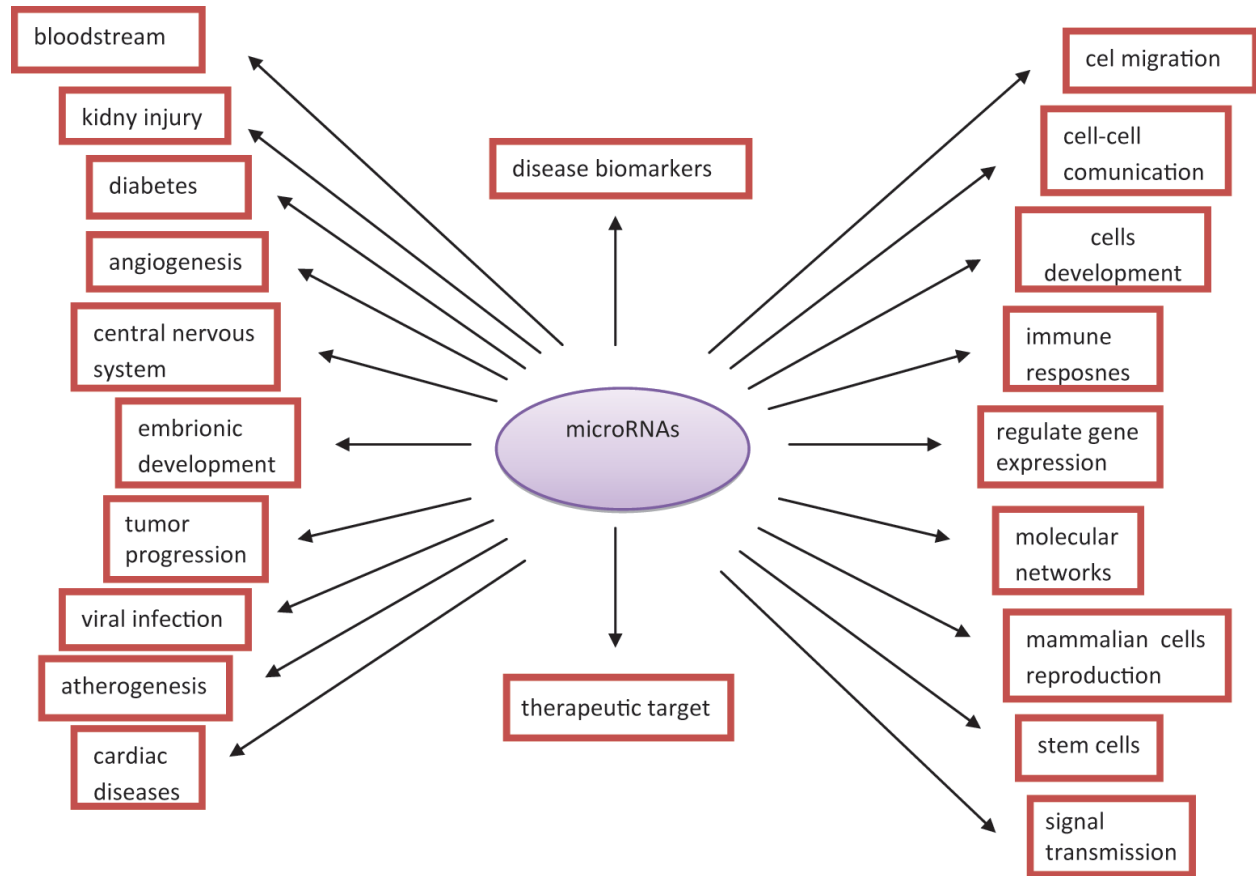 bloodstream
kidny injury
diabetes
angiogenesis
central nervous
system
embrionic
development
tumor
progression
viral infection
atherogenesis
cardiac
diseases
disease biomarkers
microRNAs
therapeutic target
cel migration
cell-cell
comunication
cells
development
immune
resposnes
regulate gene
expression
molecular
networks
mammalian cells
reproduction
stem cells
signal
transmission